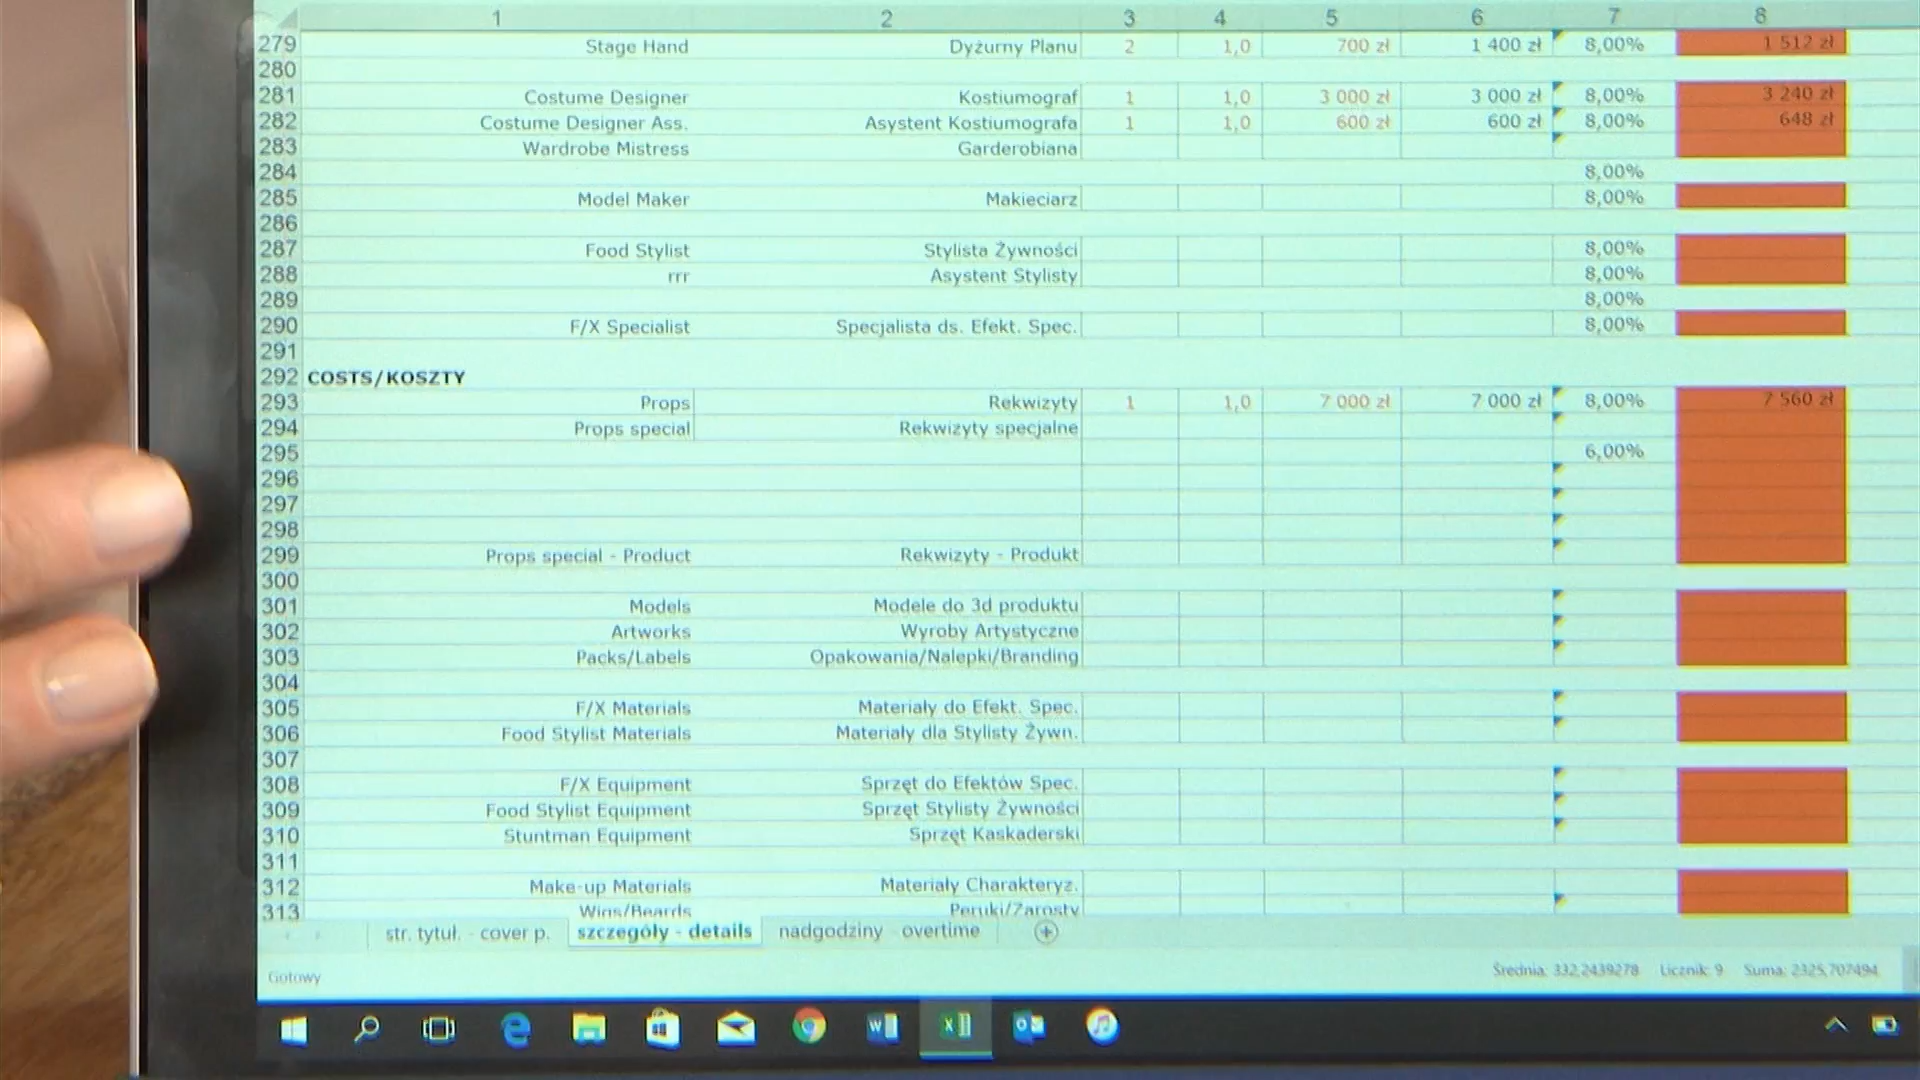 1 2 3 4 5 6 7 8
279 Stage Hand Dyżurny Planu 2 1,0 700 zł 1 400 zł 8,00% 1 512 zł
280
281 Costume Designer Kostiumograf 1 1,0 3 000 zł 3 000 zł 8,00% 3 240 zł
282 Costume Designer Ass. Asystent Kostiumografa 1 1,0 600 zł 600 zł 8,00% 648 zł
283 Wardrobe Mistress Garderobiana
284 8,00%
285 Model Maker Makieciarz 8,00%
286
287 Food Stylist Stylista Żywności 8,00%
288 rrr Asystent Stylisty 8,00%
289 8,00%
290 F/X Specialist Specjalista ds. Efekt. Spec. 8,00%
291
292 COSTS/KOSZTY
293 Props Rekwizyty 1 1,0 7 000 zł 7 000 zł 8,00% 7 560 zł
294 Props special Rekwizyty specjalne
295 6,00%
296
297
298
299 Props special - Product Rekwizyty - Produkt
300
301 Models Modele do 3d produktu
302 Artworks Wyroby Artystyczne
303 Packs/Labels Opakowania/Nalepki/Branding
304
305 F/X Materials Materiały do Efekt. Spec.
306 Food Stylist Materials Materiały dla Stylisty Żywn.
307
308 F/X Equipment Sprzęt do Efektów Spec.
309 Food Stylist Equipment Sprzęt Stylisty Żywności
310 Stuntman Equipment Sprzęt Kaskaderski
311
312 Make-up Materials Materiały Charakteryz.
313 Wigs/Beards Peruki/Zarosty
str. tytuł. - cover p. szczegóły - details nadgodziny overtime
Gotowy Średnia: 332,2439278 Licznik: 9 Suma: 2325,707494